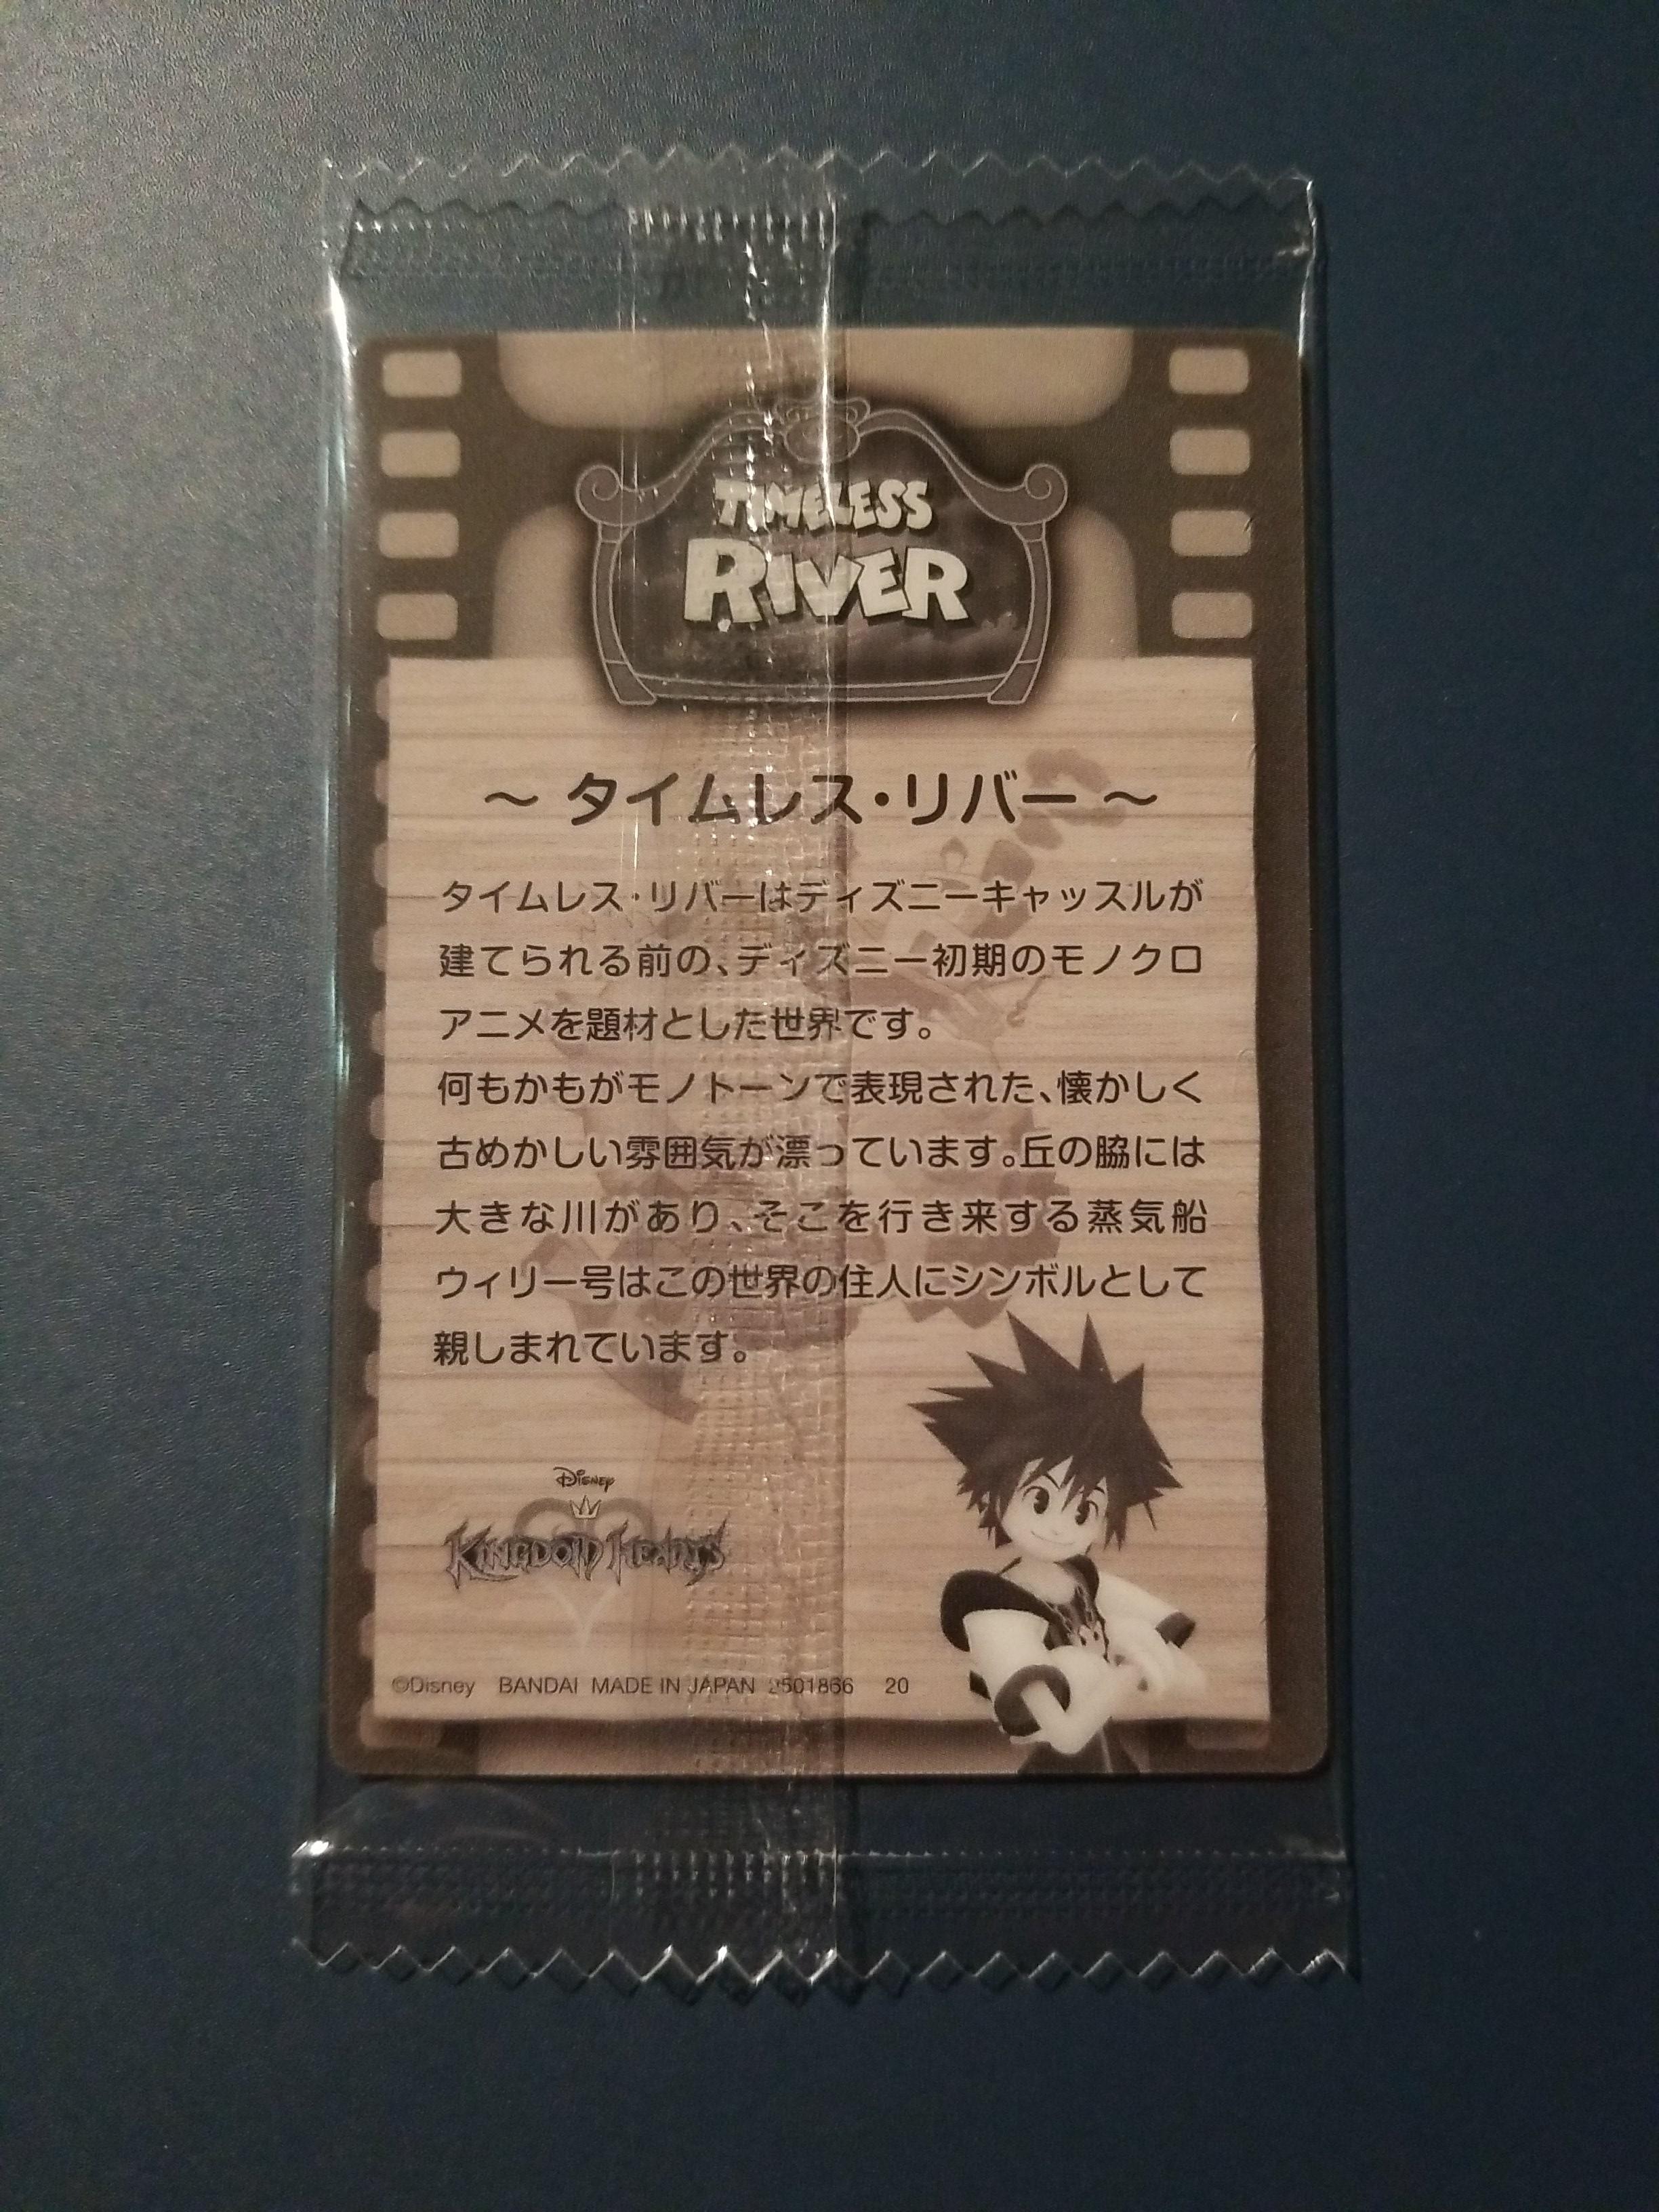 TIMELESS
RIVER
～ タイムレス・リバー ～
タイムレス・リバーはディズニーキャッスルが
建てられる前の、ディズニー初期のモノクロ
アニメを題材とした世界です。
何もかもがモノトーンで表現された、懐かしく
古めかしい雰囲気が漂っています。丘の脇には
大きな川があり、そこを行き来する蒸気船
ウィリー号はこの世界の住人にシンボルとして
親しまれています。
Disney
KINGDOM HEARTS
©Disney BANDAI MADE IN JAPAN 2501866 20